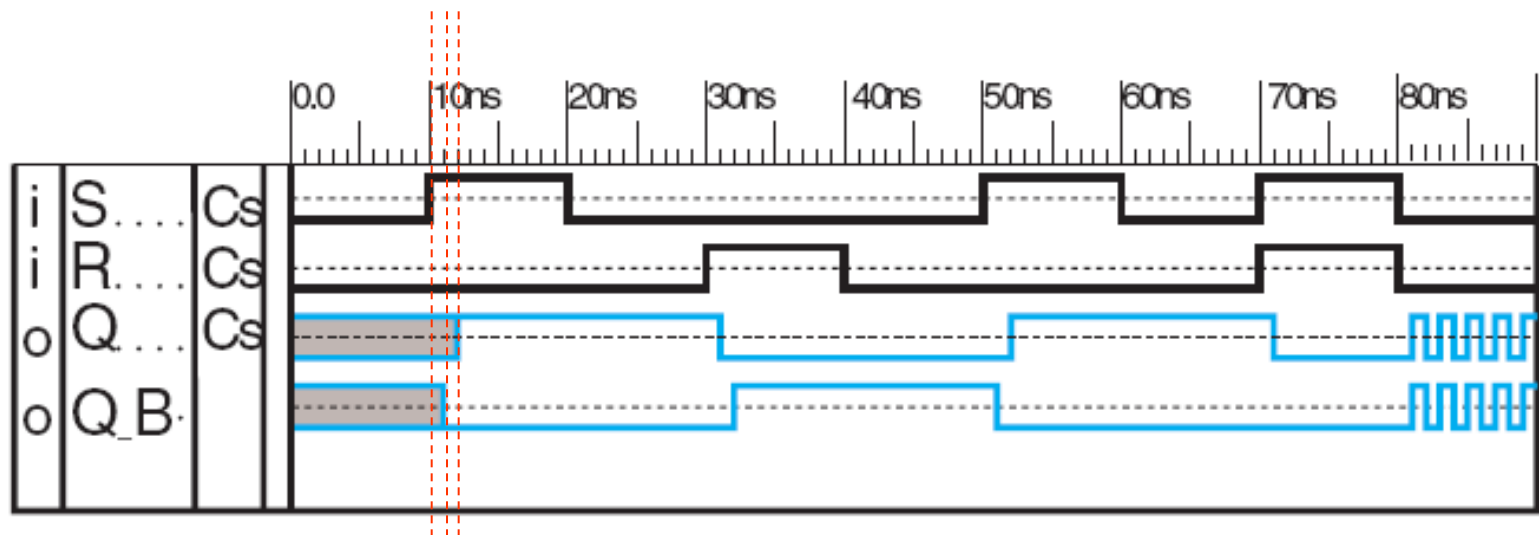 0.0 10ns 20ns 30ns 40ns 50ns 60ns 70ns 80ns
i S.... Cs
i R.... Cs
o Q.... Cs
o Q_B.